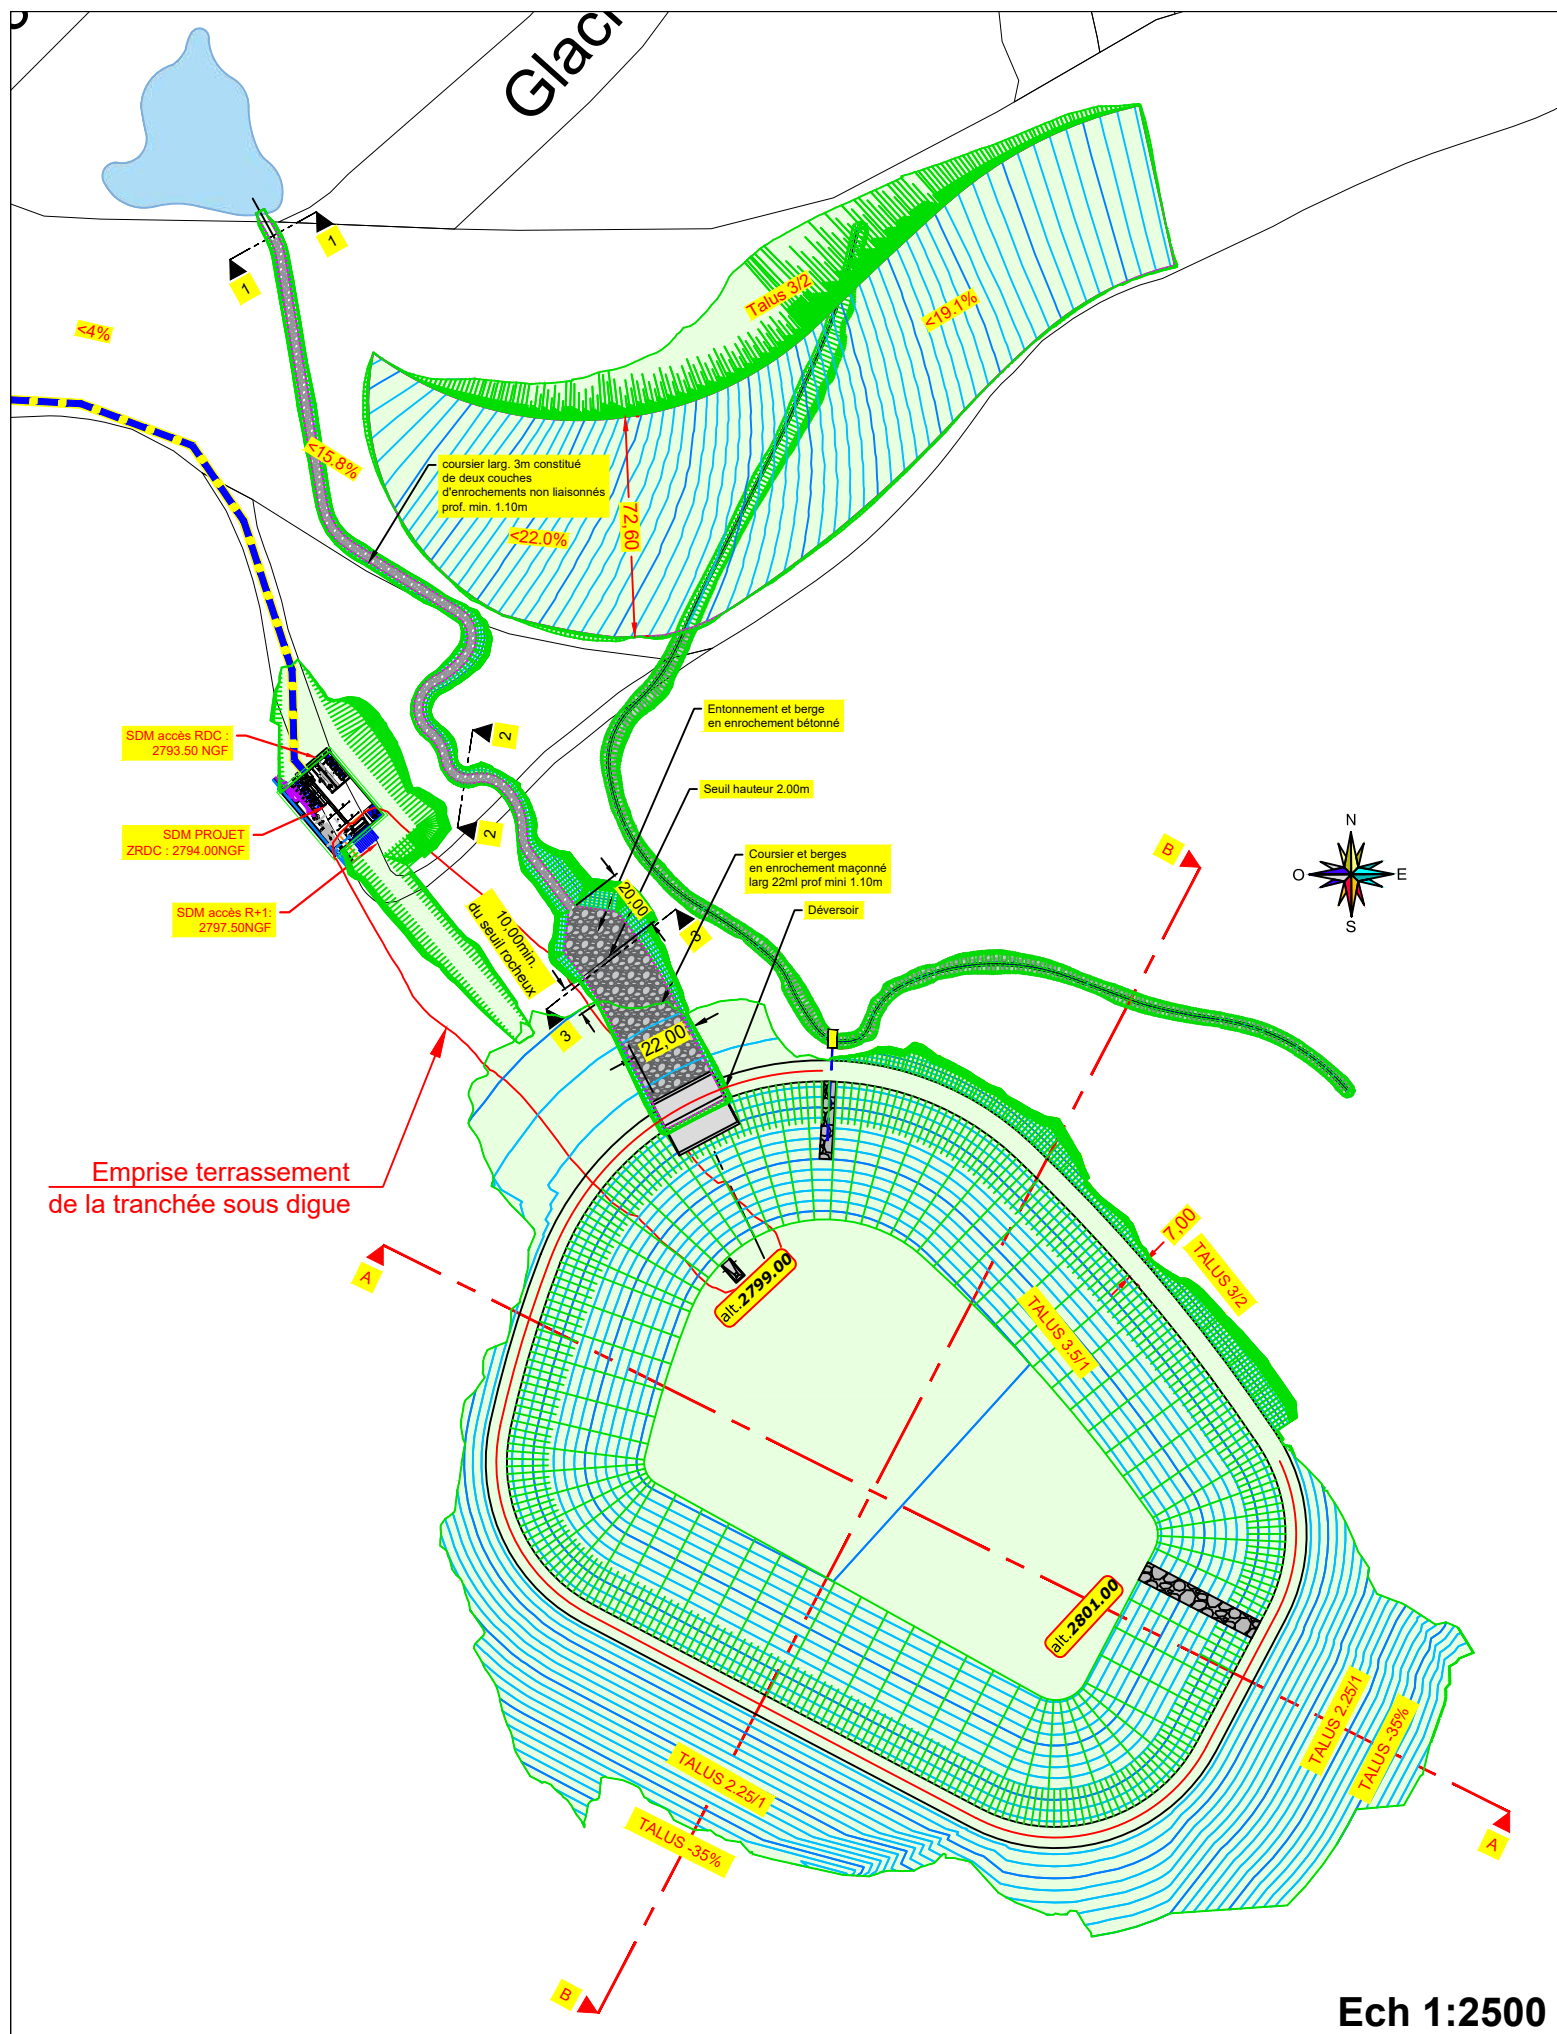 Glaci
1
1
<4%
Talus 3/2
<19.1%
<15.8%
coursier larg. 3m constitué
de deux couches
d'enrochements non liaisonnés
prof. min. 1.10m
<22.0%
72,60
Entonnement et berge
en enrochement bétonné
SDM accès RDC :
2793.50 NGF
2
Seuil hauteur 2.00m
2
SDM PROJET
ZRDC : 2794.00NGF
Coursier et berges
en enrochement maçonné
larg 22ml prof mini 1.10m
B
N
O
E
S
SDM accès R+1:
2797.50NGF
20,00
Déversoir
10,00min.
du seuil rocheux
3
3
22,00
Emprise terrassement
de la tranchée sous digue
7,00
TALUS 3/2
A
alt.2799.00
TALUS 3.5/1
alt.2801.00
TALUS 2.25/1
TALUS -35%
TALUS 2.25/1
TALUS -35%
A
B
Ech 1:2500